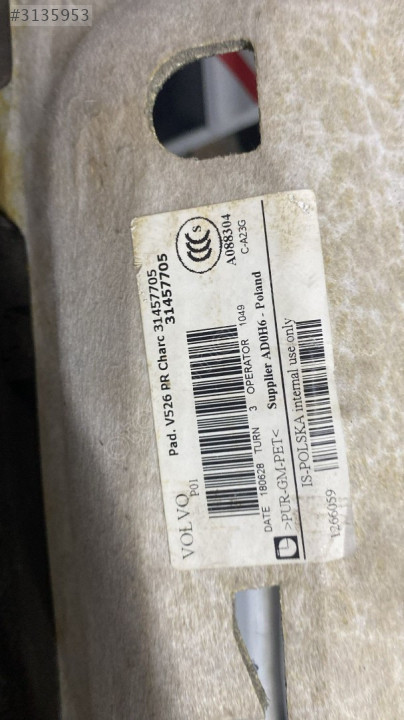 #3135953
Pad. V526 PR Charc 31457705
31457705
CCC S
A088304
C-A23G
VOLVO
P01
DATE 180628 TURN 3 OPERATOR 1049
Supplier AD0H6 - Poland
>PUR-GM-PET<
IS-POLSKA internal use only
1266059